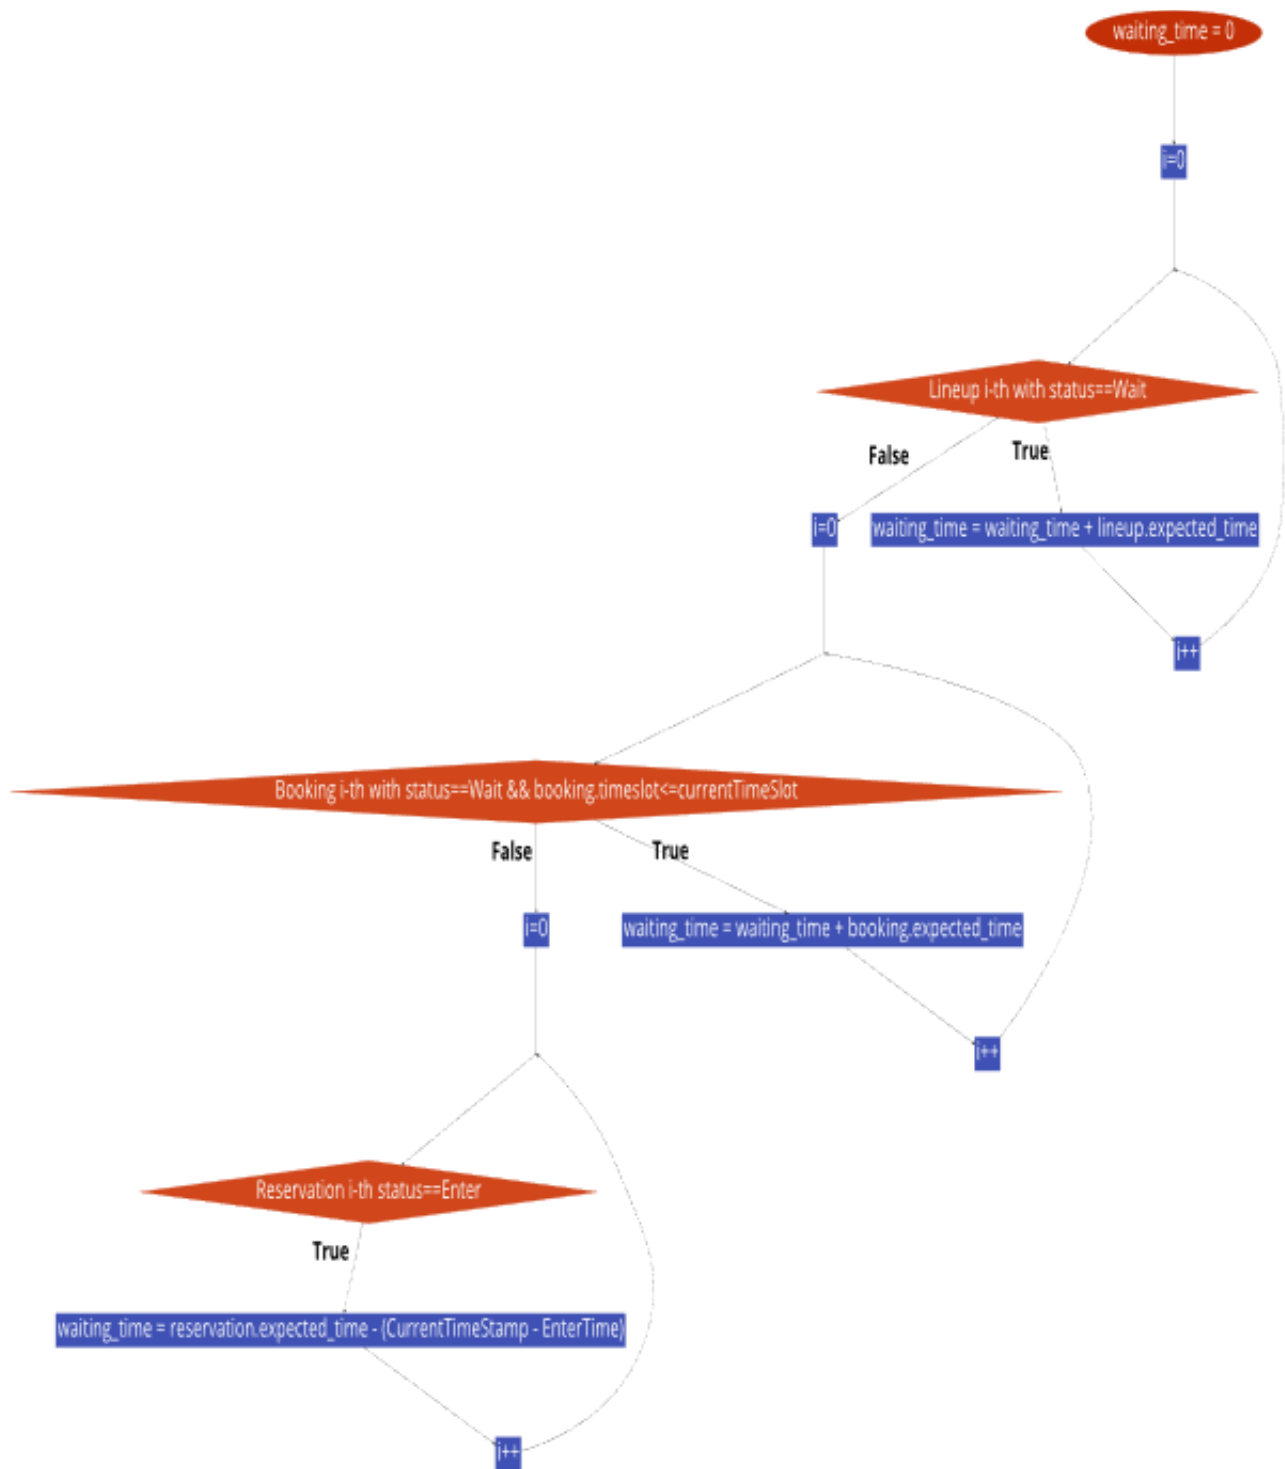 waiting_time = 0
i=0
Lineup i-th with status==Wait
False
True
i=0
waiting_time = waiting_time + lineup.expected_time
i++
Booking i-th with status==Wait && booking.timeslot<=currentTimeSlot
False
True
i=0
waiting_time = waiting_time + booking.expected_time
i++
Reservation i-th status==Enter
True
waiting_time = reservation.expected_time - (CurrentTimeStamp - EnterTime)
i++